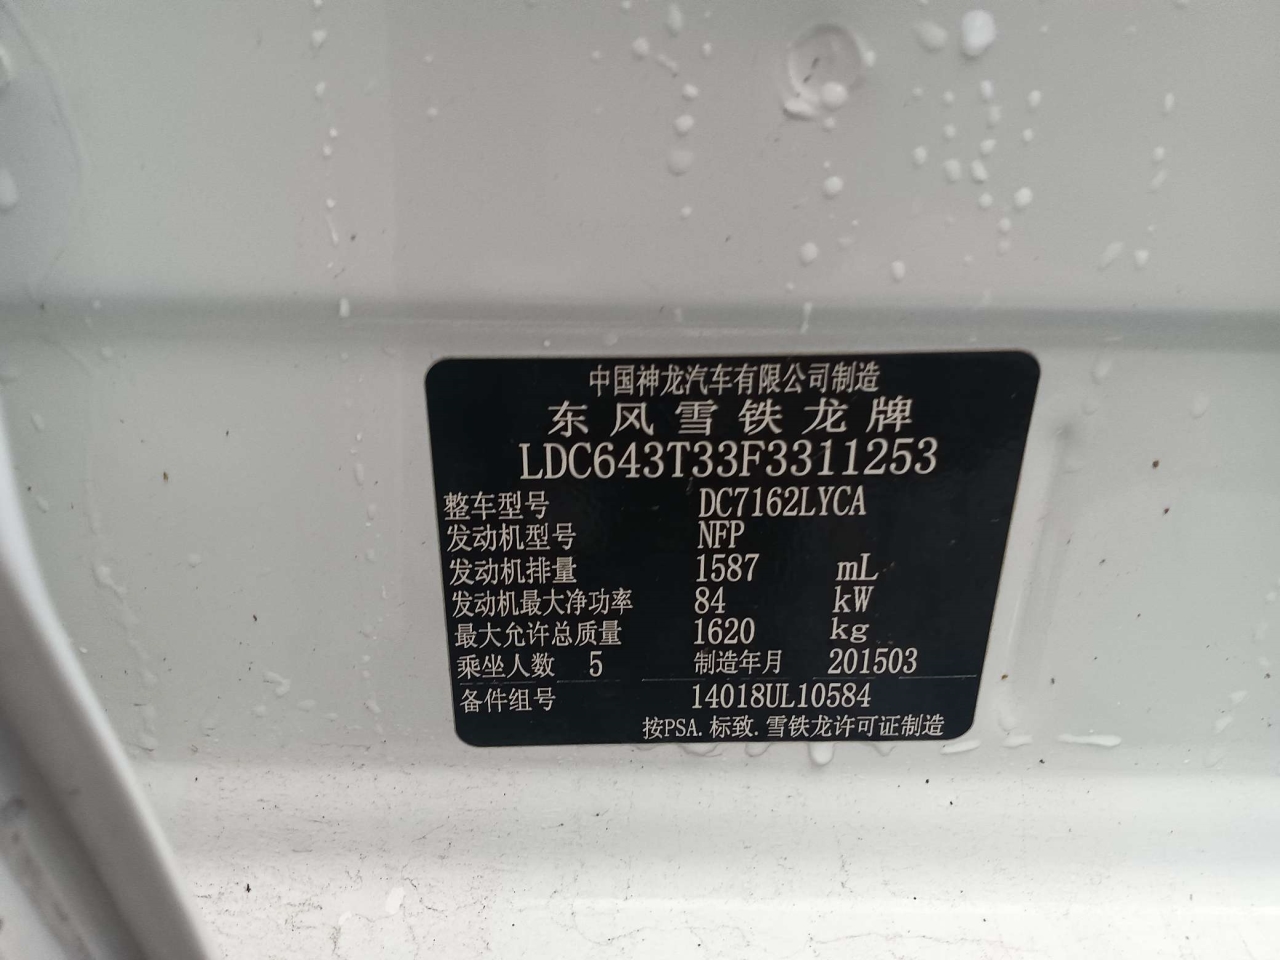 中国神龙汽车有限公司制造
东风雪铁龙牌
LDC643T33F3311253
整车型号 DC7162LYCA
发动机型号 NFP
发动机排量 1587 mL
发动机最大净功率 84 kW
最大允许总质量 1620 kg
乘坐人数 5 制造年月 201503
备件组号 14018UL10584
按PSA.标致.雪铁龙许可证制造